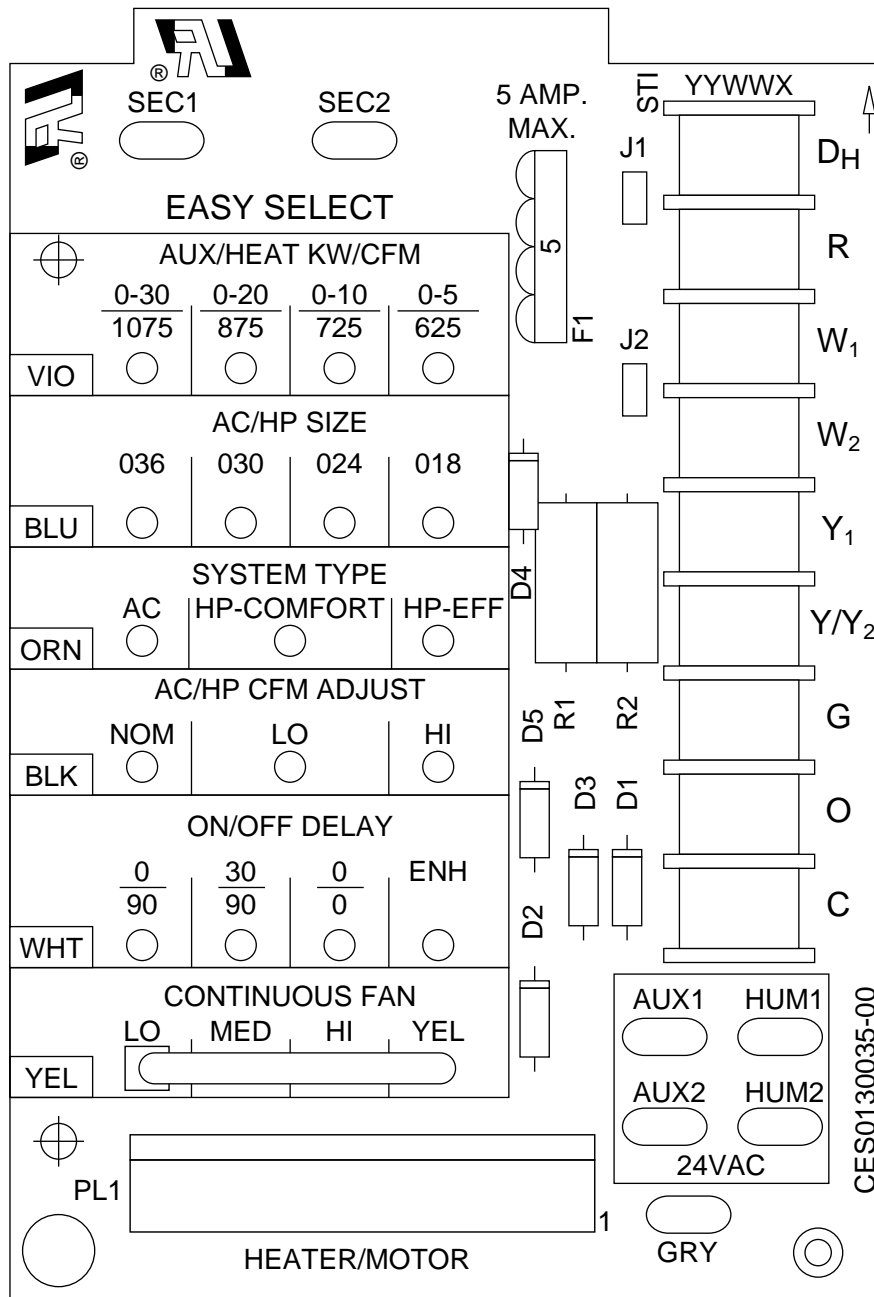 SEC1 SEC2
5 AMP.
MAX.
STI
YYWWX
J1
DH
EASY SELECT
R
AUX/HEAT KW/CFM
5
0-30 0-20 0-10 0-5
1075 875 725 625
F1
J2
W1
VIO
AC/HP SIZE
W2
036 030 024 018
BLU
Y1
D4
SYSTEM TYPE
AC HP-COMFORT HP-EFF
Y/Y2
ORN
AC/HP CFM ADJUST
D5 R1 R2
G
NOM LO HI
BLK
D3 D1
ON/OFF DELAY
O
0 30 0 ENH
90 90 0
D2
C
WHT
CONTINUOUS FAN
LO MED HI YEL
YEL
AUX1 HUM1
AUX2 HUM2
24VAC
CES0130035-00
PL1
1
HEATER/MOTOR
GRY
®
®